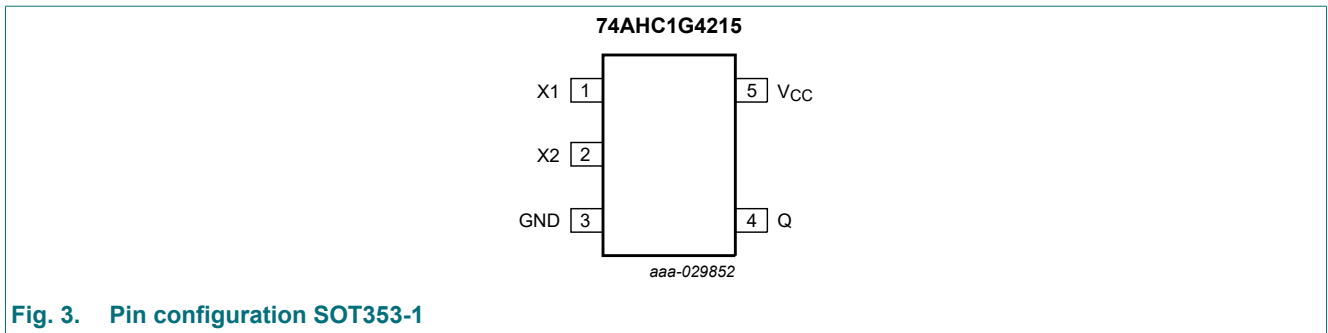 74AHC1G4215
X1 1
5 VCC
X2 2
GND 3
4 Q
aaa-029852
Fig. 3. Pin configuration SOT353-1